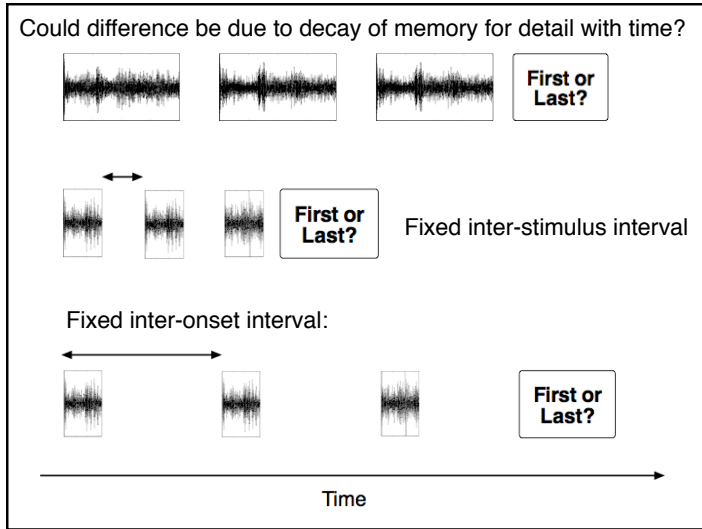 Could difference be due to decay of memory for detail with time?
First or
Last?
First or
Last?
Fixed inter-stimulus interval
Fixed inter-onset interval:
First or
Last?
Time